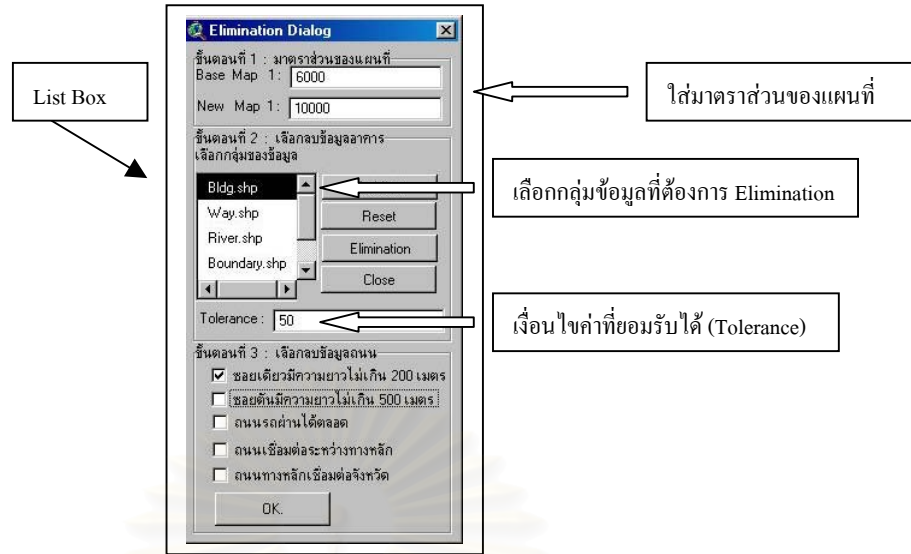 Elimination Dialog
ขั้นตอนที่ 1 : มาตราส่วนของแผนที่
Base Map 1: 6000
New Map 1: 10000
ขั้นตอนที่ 2 : เลือกลบข้อมูลอาคาร
เลือกกลุ่มของข้อมูล
Bldg.shp
Way.shp
River.shp
Boundary.shp
Reset
Elimination
Close
Tolerance : 50
ขั้นตอนที่ 3 : เลือกลบข้อมูลถนน
ซอยเดียวมีความยาวไม่เกิน 200 เมตร
ซอยตันมีความยาวไม่เกิน 500 เมตร
ถนนรถผ่านได้ตลอด
ถนนเชื่อมต่อระหว่างทางหลัก
ถนนทางหลักเชื่อมต่อจังหวัด
OK.
List Box
ใส่มาตราส่วนของแผนที่
เลือกกลุ่มข้อมูลที่ต้องการ Elimination
เงื่อนไขค่าที่ยอมรับได้ (Tolerance)